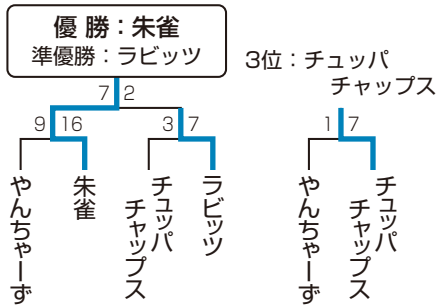 優 勝：朱雀
準優勝：ラビッツ
3位：チュッパ
チャップス
7 2
9 16
3 7
1 7
やんちゃーず
朱雀
チュッパ
チャップス
ラビッツ
やんちゃーず
チュッパ
チャップス